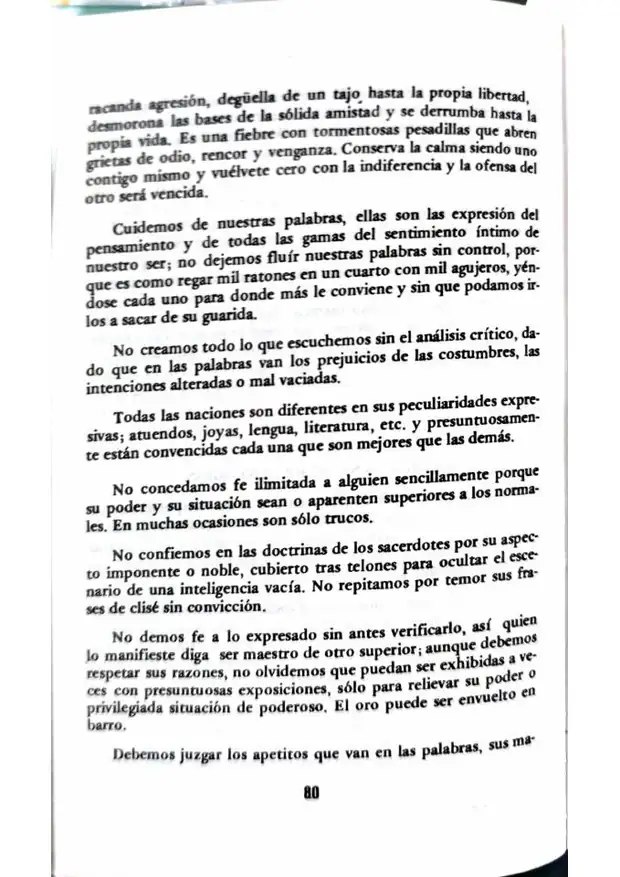 racanda agresión, degüella de un tajo hasta la propia libertad,
desmorona las bases de la sólida amistad y se derrumba hasta la
propia vida. Es una fiebre con tormentosas pesadillas que abren
grietas de odio, rencor y venganza. Conserva la calma siendo uno
contigo mismo y vuélvete cero con la indiferencia y la ofensa del
otro será vencida.
Cuidemos de nuestras palabras, ellas son las expresión del
pensamiento y de todas las gamas del sentimiento íntimo de
nuestro ser; no dejemos fluír nuestras palabras sin control, por-
que es como regar mil ratones en un cuarto con mil agujeros, yén-
dose cada uno para donde más le conviene y sin que podamos ir-
los a sacar de su guarida.
No creamos todo lo que escuchemos sin el análisis crítico, da-
do que en las palabras van los prejuicios de las costumbres, las
intenciones alteradas o mal vaciadas.
Todas las naciones son diferentes en sus peculiaridades expre-
sivas; atuendos, joyas, lengua, literatura, etc. y presuntuosamen-
te están convencidas cada una que son mejores que las demás.
No concedamos fe ilimitada a alguien sencillamente porque
su poder y su situación sean o aparenten superiores a los norma-
les. En muchas ocasiones son sólo trucos.
No confiemos en las doctrinas de los sacerdotes por su aspec-
to imponente o noble, cubierto tras telones para ocultar el esce-
nario de una inteligencia vacía. No repitamos por temor sus fra-
ses de clisé sin convicción.
No demos fe a lo expresado sin antes verificarlo, así quien
lo manifieste diga ser maestro de otro superior; aunque debemos
respetar sus razones, no olvidemos que puedan ser exhibidas a ve-
ces con presuntuosas exposiciones, sólo para relievar su poder o
privilegiada situación de poderoso. El oro puede ser envuelto en
barro.
Debemos juzgar los apetitos que van en las palabras, sus ma-
80